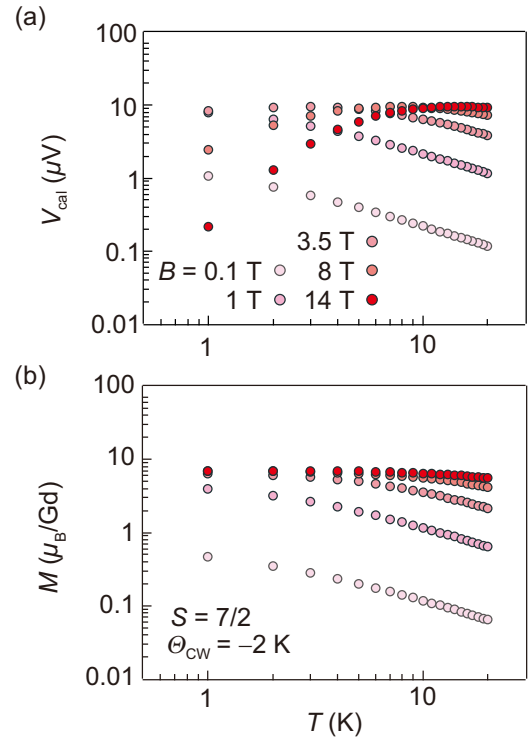 (a)
100
10
1
0.1
0.01
V_cal (μV)
B = 0.1 T
1 T
3.5 T
8 T
14 T
1
10
(b)
100
10
1
0.1
0.01
M (μ_B/Gd)
S = 7/2
Θ_CW = −2 K
1
10
T (K)